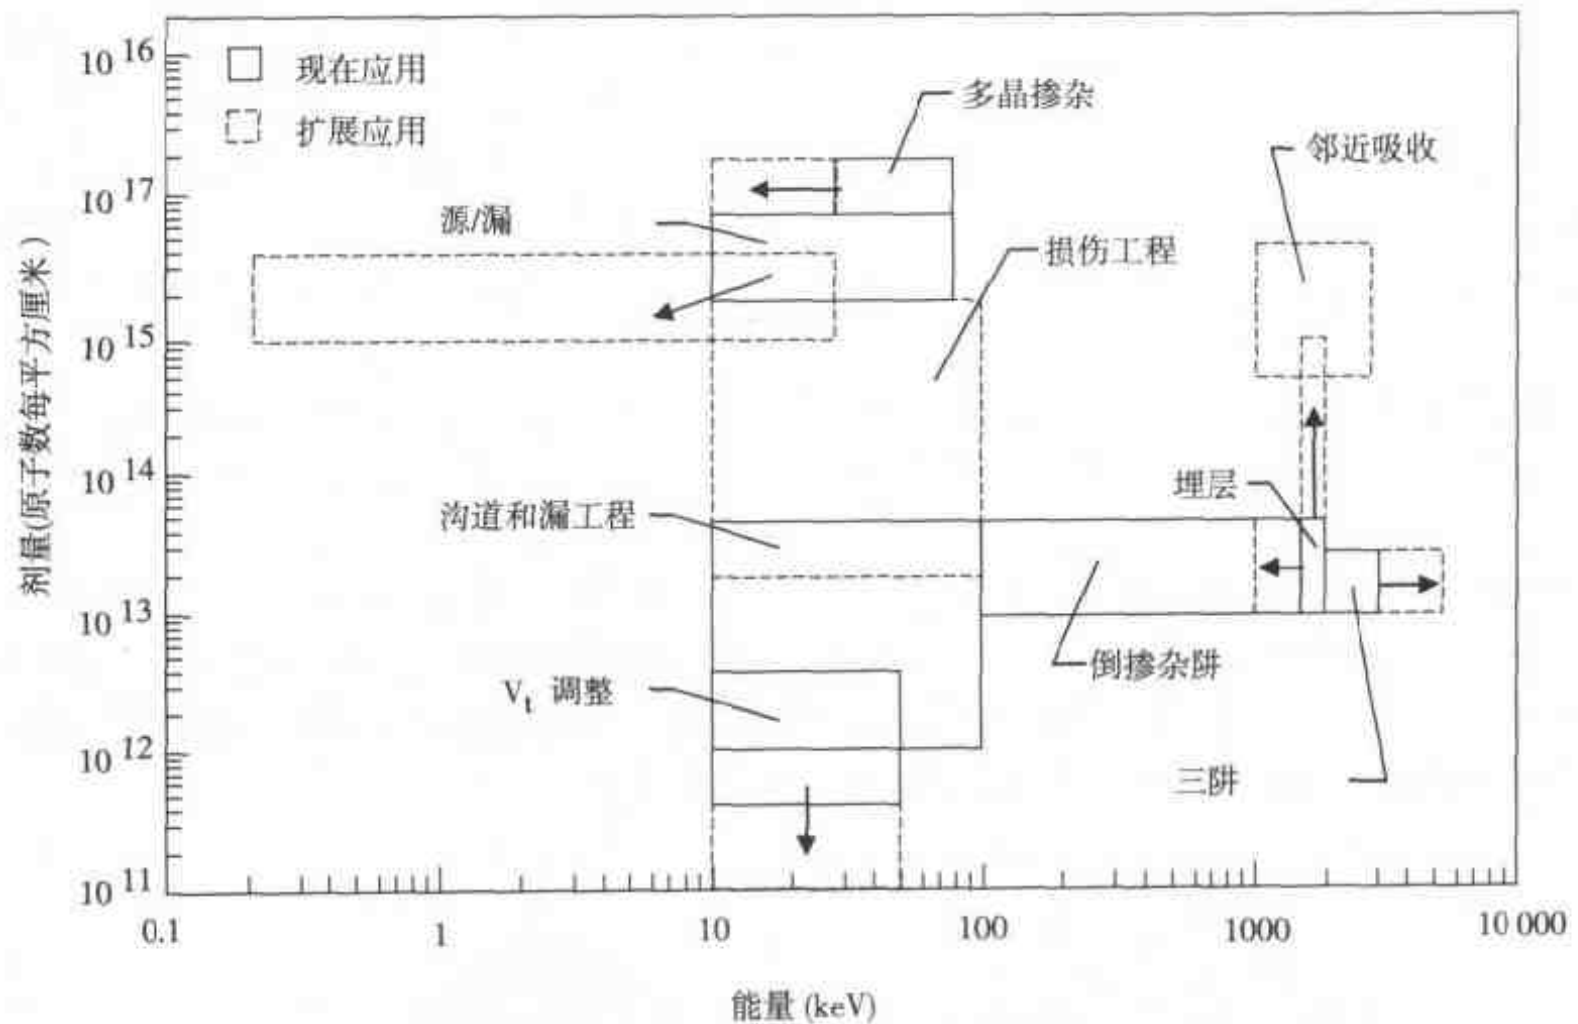 10 16
现在应用
多晶掺杂
扩展应用
邻近吸收
10 17
源/漏
损伤工程
10 15
剂量(原子数每平方厘米)
10 14
埋层
沟道和漏工程
10 13
倒掺杂阱
Vt 调整
10 12
三阱
10 11
0.1
1
10
100
1000
10 000
能量 (keV)